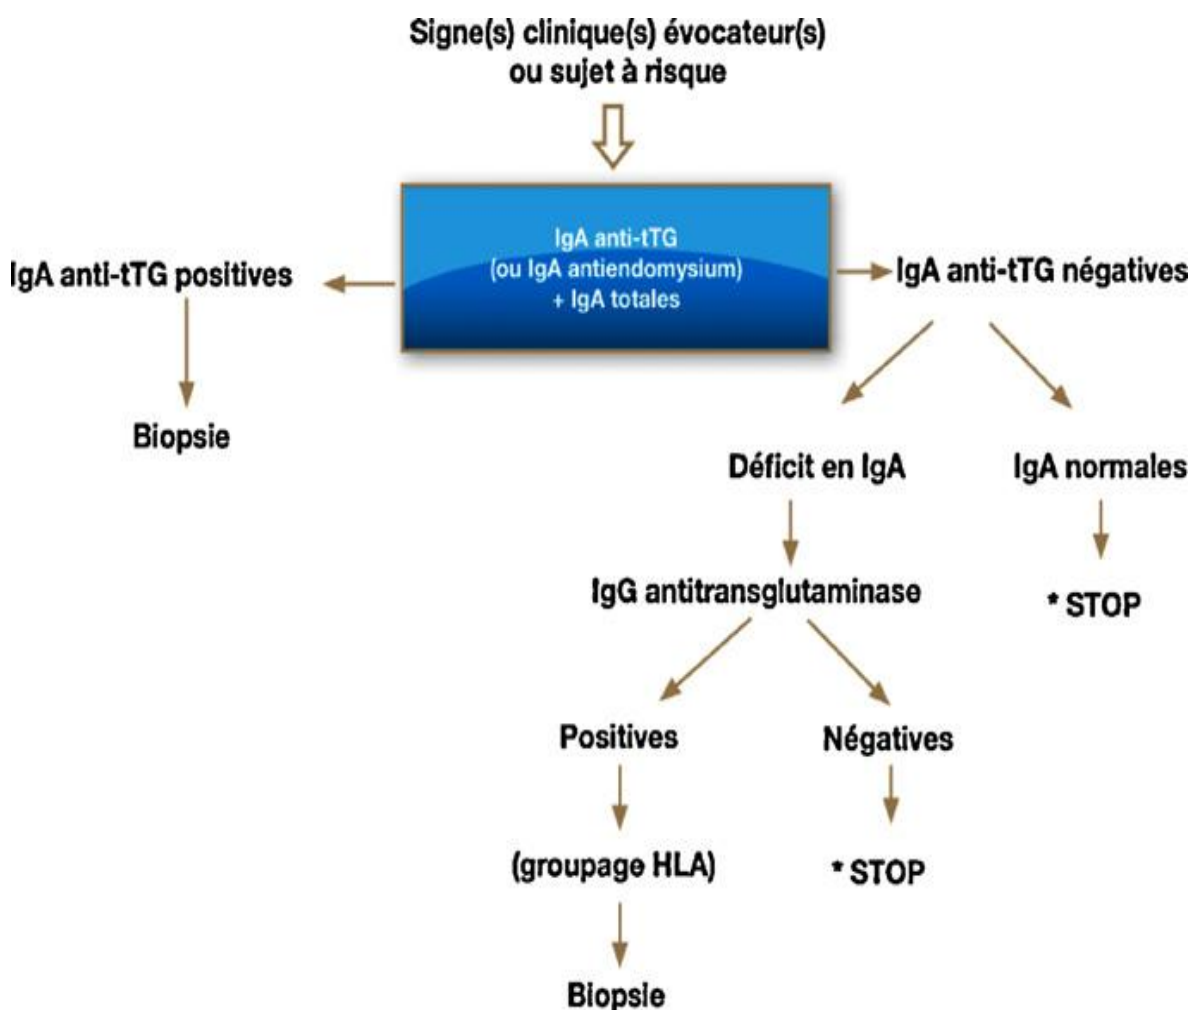 Signe(s) clinique(s) évocateur(s)
ou sujet à risque
IgA anti-tTG
(ou IgA antiendomysium)
+ IgA totales
IgA anti-tTG positives
IgA anti-tTG négatives
Biopsie
Déficit en IgA
IgA normales
IgG antitransglutaminase
* STOP
Positives
Négatives
(groupage HLA)
* STOP
Biopsie